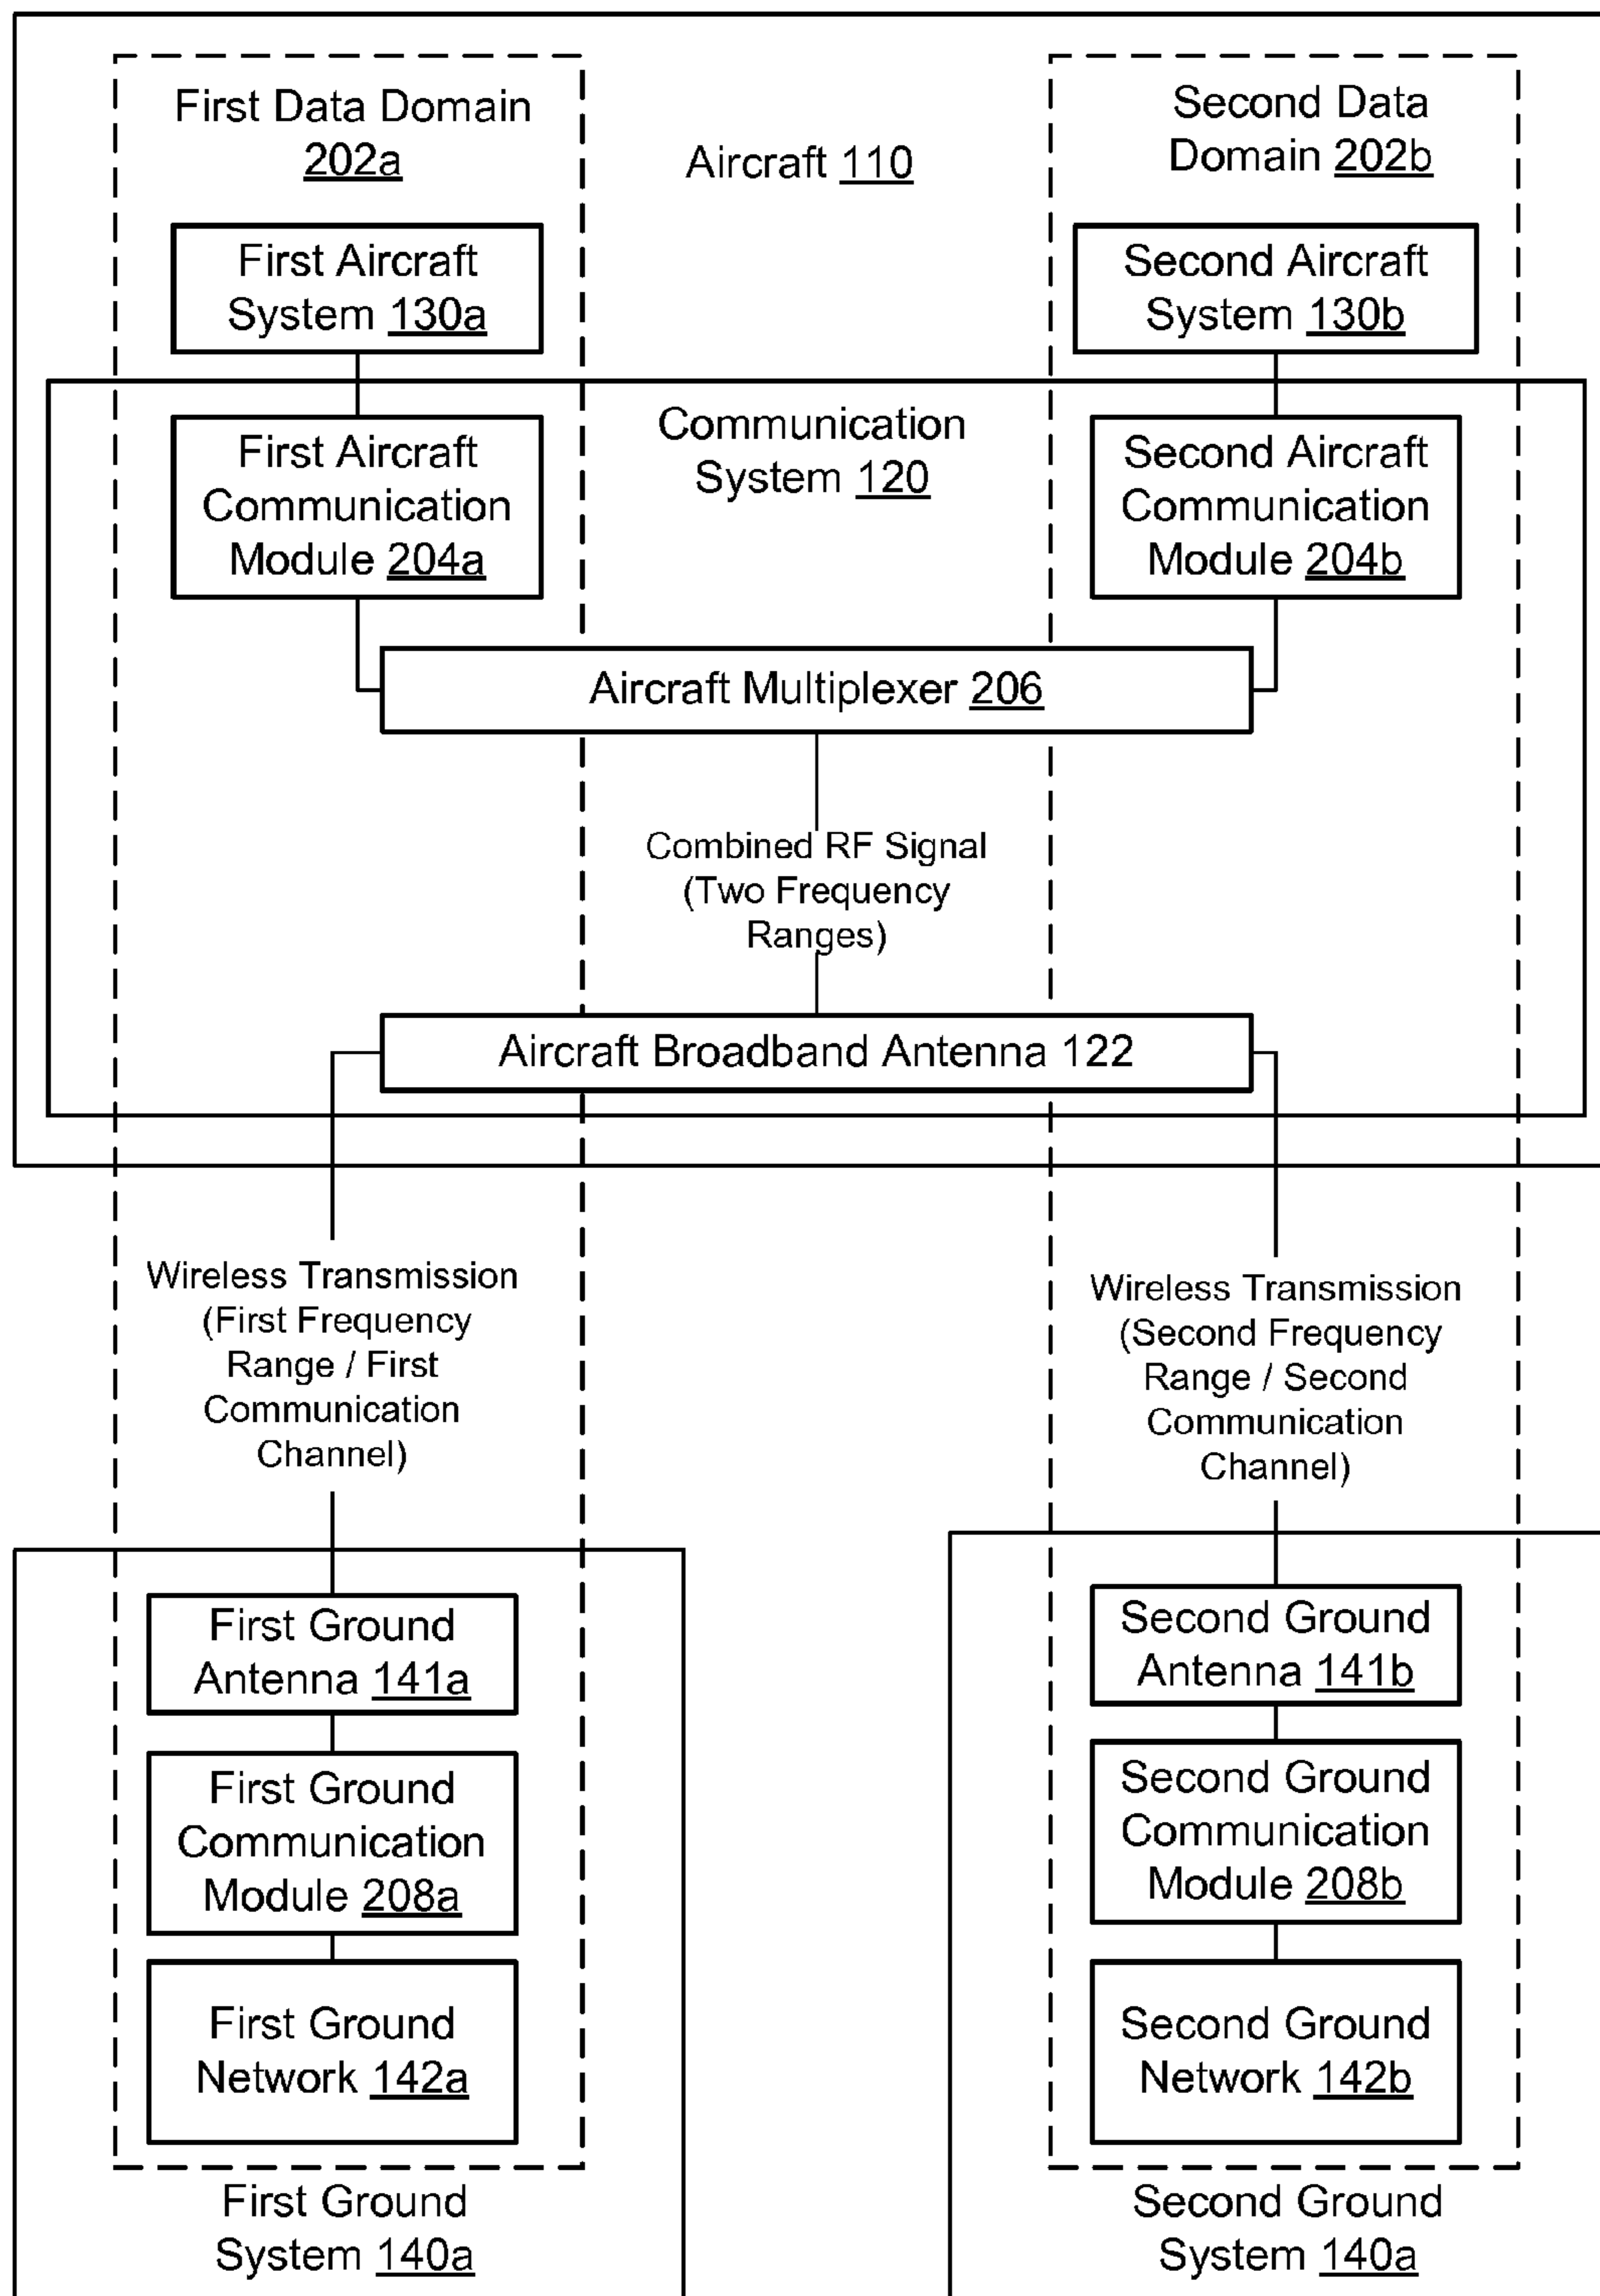 First Data Domain
202a
Aircraft 110
Second Data
Domain 202b
First Aircraft
System 130a
Second Aircraft
System 130b
First Aircraft
Communication
Module 204a
Communication
System 120
Second Aircraft
Communication
Module 204b
Aircraft Multiplexer 206
Combined RF Signal
(Two Frequency
Ranges)
Aircraft Broadband Antenna 122
Wireless Transmission
(First Frequency
Range / First
Communication
Channel)
Wireless Transmission
(Second Frequency
Range / Second
Communication
Channel)
First Ground
Antenna 141a
First Ground
Communication
Module 208a
First Ground
Network 142a
First Ground
System 140a
Second Ground
Antenna 141b
Second Ground
Communication
Module 208b
Second Ground
Network 142b
Second Ground
System 140a